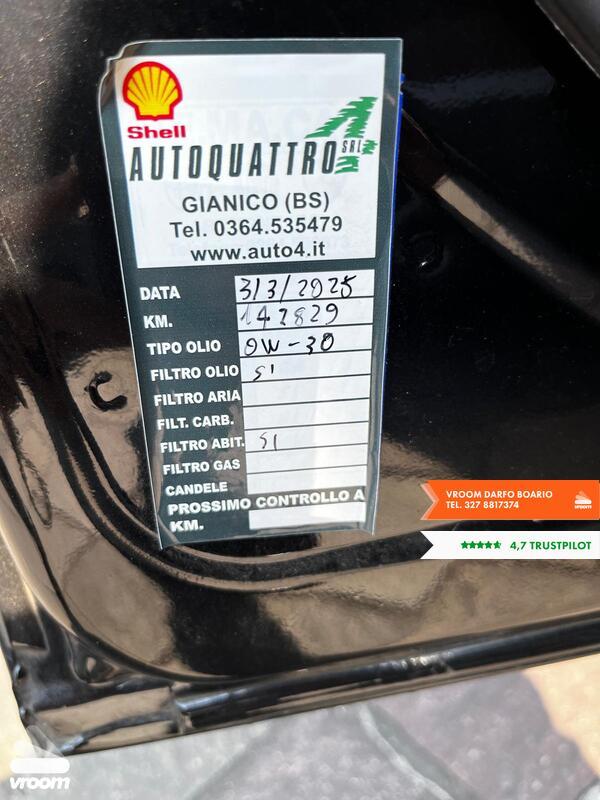 Shell
AUTOQUATTRO SRL
GIANICO (BS)
Tel. 0364.535479
www.auto4.it
DATA 3/3/2025
KM. 142829
TIPO OLIO 0W-30
FILTRO OLIO SI
FILTRO ARIA
FILT. CARB.
FILTRO ABIT. SI
FILTRO GAS
CANDELE
PROSSIMO CONTROLLO A
KM.
VROOM DARFO BOARIO
TEL. 327 8817374
vroom
4,7 TRUSTPILOT
vroom